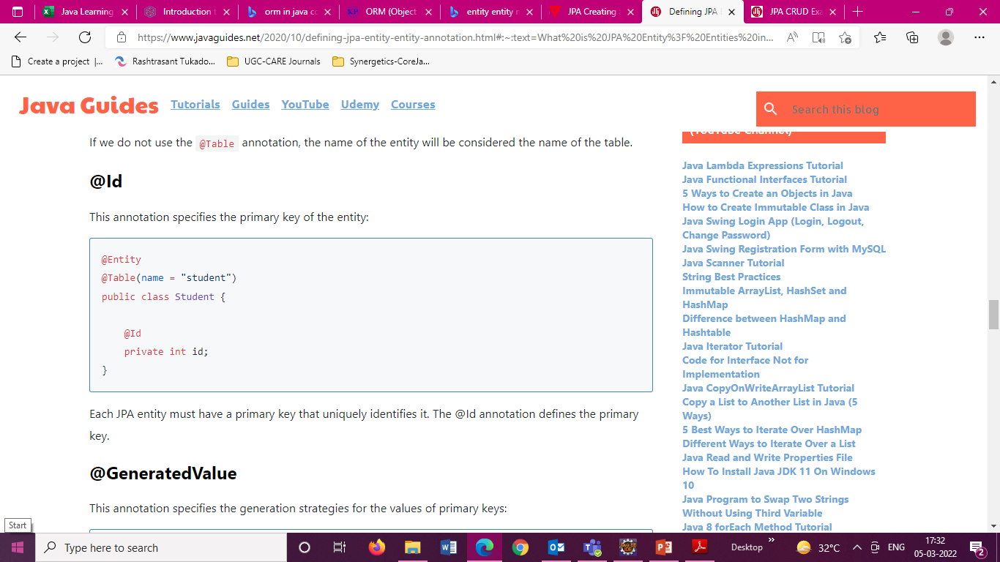 Java Learning
Introduction t
orm in java co
KP ORM (Object
entity entity r
JPA Creating a
Defining JPA E
JPA CRUD Exa
https://www.javaguides.net/2020/10/defining-jpa-entity-entity-annotation.html#:~:text=What%20is%20JPA%20Entity%3F%20Entities%20in...
Create a project |...
Rashtrasant Tukado...
UGC-CARE Journals
Synergetics-CoreJa...
Java Guides
Tutorials
Guides
YouTube
Udemy
Courses
Search this blog
If we do not use the @Table annotation, the name of the entity will be considered the name of the table.
@Id
This annotation specifies the primary key of the entity:
@Entity
@Table(name = "student")
public class Student {
@Id
private int id;
}
Each JPA entity must have a primary key that uniquely identifies it. The @Id annotation defines the primary
key.
@GeneratedValue
This annotation specifies the generation strategies for the values of primary keys:
(YouTube Channel)
Java Lambda Expressions Tutorial
Java Functional Interfaces Tutorial
5 Ways to Create an Objects in Java
How to Create Immutable Class in Java
Java Swing Login App (Login, Logout,
Change Password)
Java Swing Registration Form with MySQL
Java Scanner Tutorial
String Best Practices
Immutable ArrayList, HashSet and
HashMap
Difference between HashMap and
Hashtable
Java Iterator Tutorial
Code for Interface Not for
Implementation
Java CopyOnWriteArrayList Tutorial
Copy a List to Another List in Java (5
Ways)
5 Best Ways to Iterate Over HashMap
Different Ways to Iterate Over a List
Java Read and Write Properties File
How To Install Java JDK 11 On Windows
10
Java Program to Swap Two Strings
Without Using Third Variable
Java 8 forEach Method Tutorial
Start
Type here to search
Desktop
32°C
ENG
17:32
05-03-2022
2